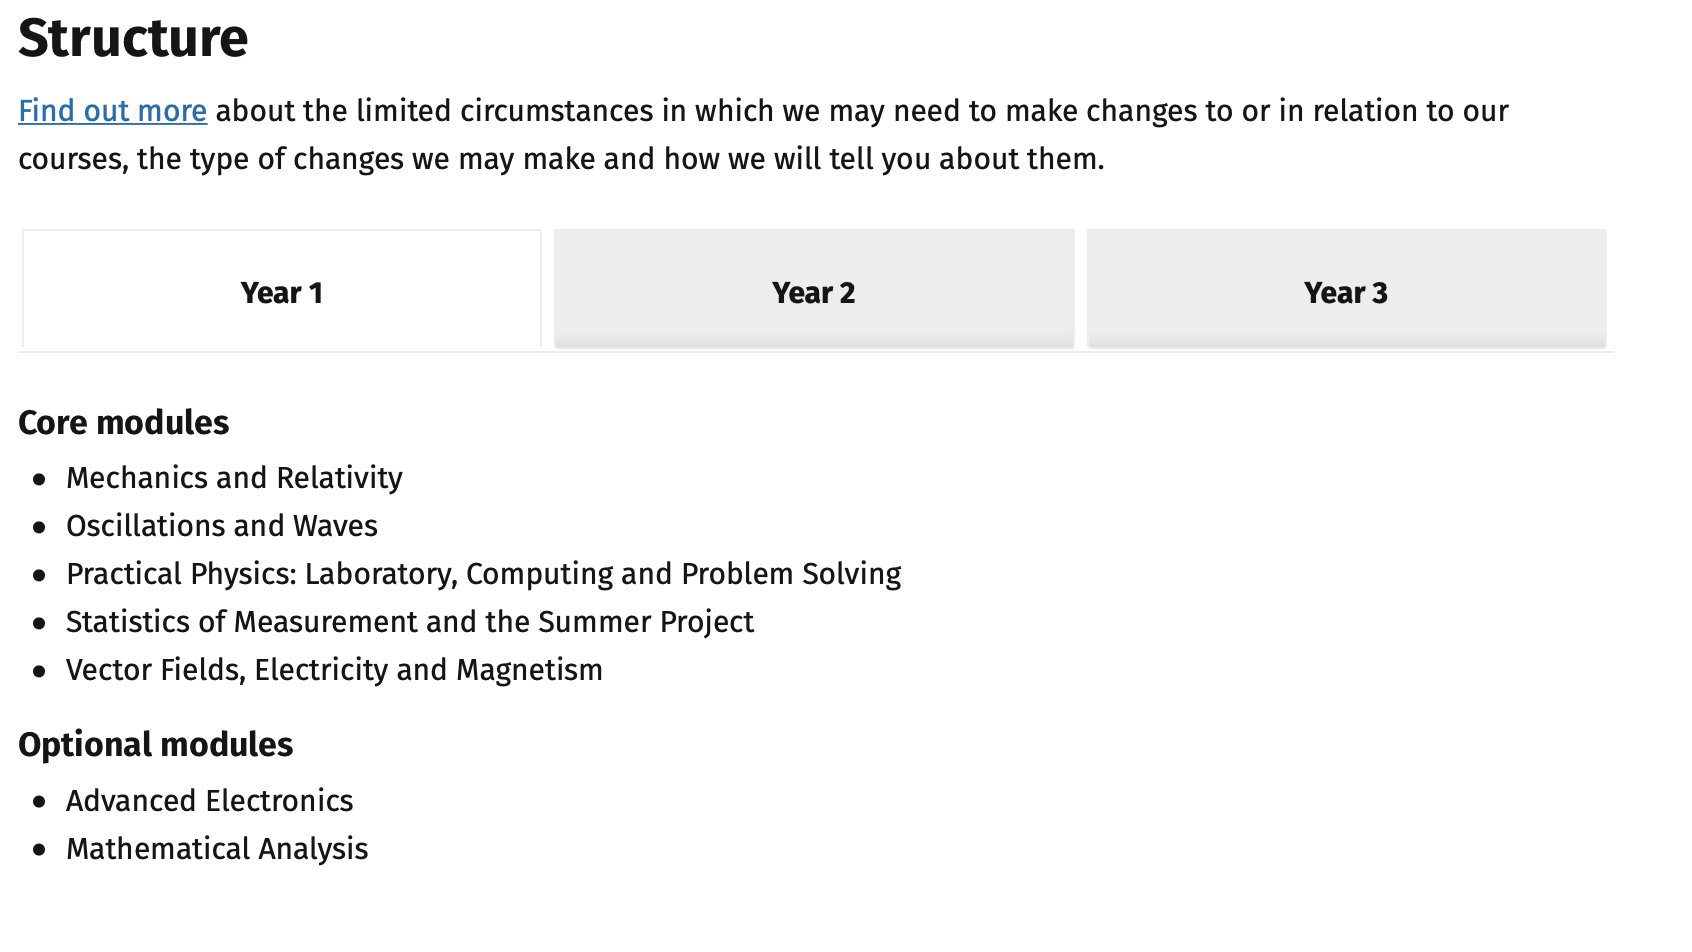 Structure
Find out more about the limited circumstances in which we may need to make changes to or in relation to our
courses, the type of changes we may make and how we will tell you about them.
Year 1
Year 2
Year 3
Core modules
Mechanics and Relativity
Oscillations and Waves
Practical Physics: Laboratory, Computing and Problem Solving
Statistics of Measurement and the Summer Project
Vector Fields, Electricity and Magnetism
Optional modules
Advanced Electronics
Mathematical Analysis